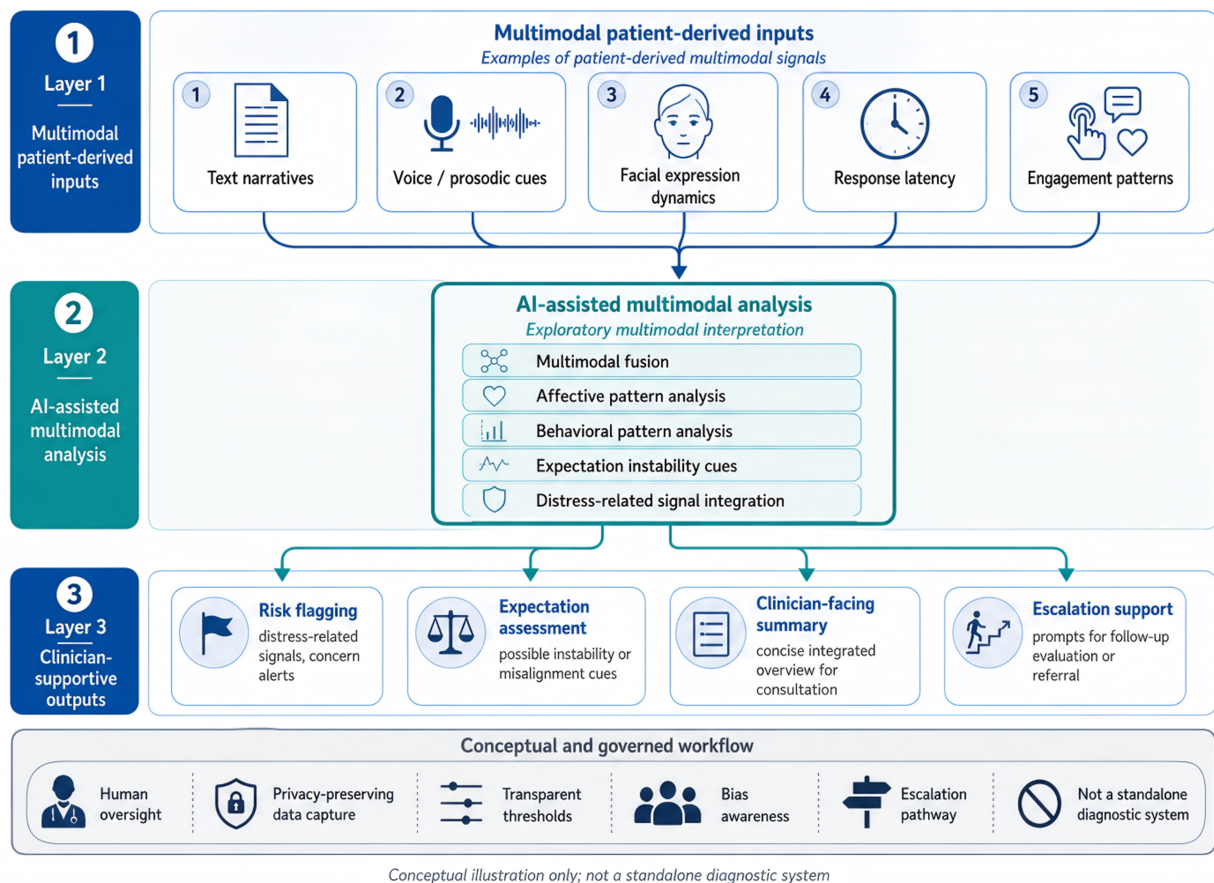 1
Layer 1
Multimodal
patient-derived
inputs
Multimodal patient-derived inputs
Examples of patient-derived multimodal signals
1
Text narratives
2
Voice / prosodic cues
3
Facial expression
dynamics
4
Response latency
5
Engagement patterns
2
Layer 2
AI-assisted
multimodal
analysis
AI-assisted multimodal analysis
Exploratory multimodal interpretation
Multimodal fusion
Affective pattern analysis
Behavioral pattern analysis
Expectation instability cues
Distress-related signal integration
3
Layer 3
Clinician-
supportive
outputs
Risk flagging
distress-related
signals, concern
alerts
Expectation
assessment
possible instability or
misalignment cues
Clinician-facing
summary
concise integrated
overview for
consultation
Escalation support
prompts for follow-up
evaluation or
referral
Conceptual and governed workflow
Human
oversight
Privacy-preserving
data capture
Transparent
thresholds
Bias
awareness
Escalation
pathway
Not a standalone
diagnostic system
Conceptual illustration only; not a standalone diagnostic system